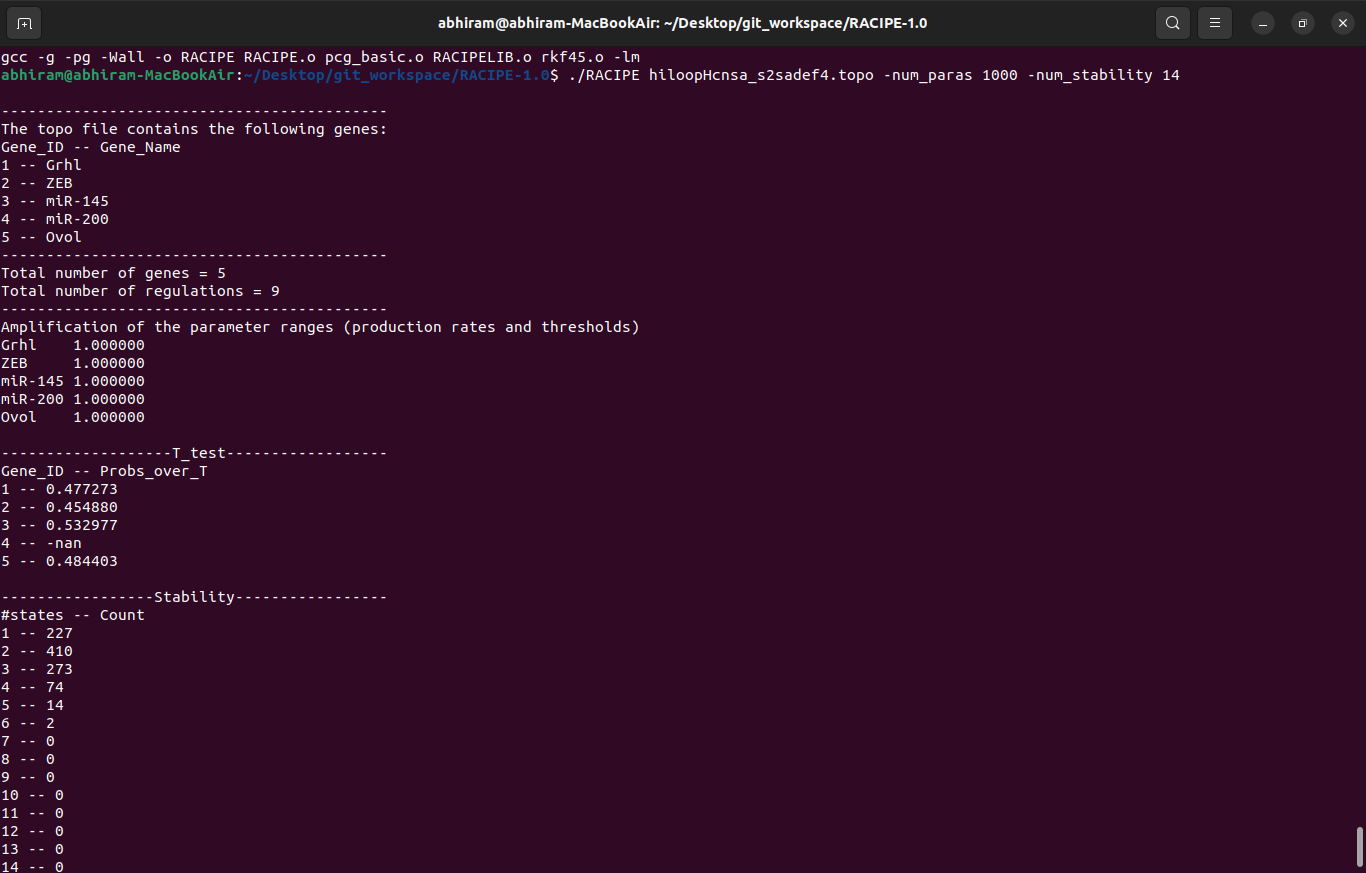 abhiram@abhiram-MacBookAir: ~/Desktop/git_workspace/RACIPE-1.0
gcc -g -pg -Wall -o RACIPE RACIPE.o pcg_basic.o RACIPELIB.o rkf45.o -lm
abhiram@abhiram-MacBookAir:~/Desktop/git_workspace/RACIPE-1.0$ ./RACIPE hiloopHcnsa_s2sadef4.topo -num_paras 1000 -num_stability 14
-------------------------------------------
The topo file contains the following genes:
Gene_ID -- Gene_Name
1 -- Grhl
2 -- ZEB
3 -- miR-145
4 -- miR-200
5 -- Ovol
-------------------------------------------
Total number of genes = 5
Total number of regulations = 9
-------------------------------------------
Amplification of the parameter ranges (production rates and thresholds)
Grhl    1.000000
ZEB     1.000000
miR-145 1.000000
miR-200 1.000000
Ovol    1.000000
-------------------T_test------------------
Gene_ID -- Probs_over_T
1 -- 0.477273
2 -- 0.454880
3 -- 0.532977
4 -- -nan
5 -- 0.484403
-----------------Stability-----------------
#states -- Count
1 -- 227
2 -- 410
3 -- 273
4 -- 74
5 -- 14
6 -- 2
7 -- 0
8 -- 0
9 -- 0
10 -- 0
11 -- 0
12 -- 0
13 -- 0
14 -- 0